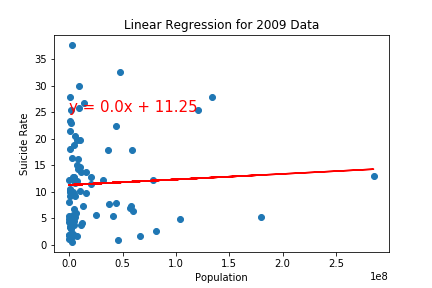 Linear Regression for 2009 Data
35
30
y = 0.0x + 11.25
25
20
15
10
5
0
Suicide Rate
0.0 0.5 1.0 1.5 2.0 2.5
1e8
Population